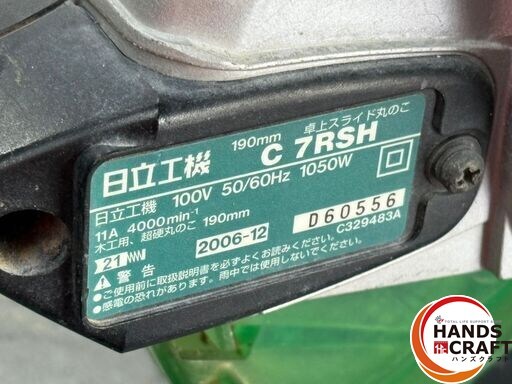 190mm 卓上スライド丸のこ
日立工機 C 7RSH
日立工機 100V 50/60Hz 1050W
11A 4000min⁻¹
木工用、超硬丸のこ 190mm
2006-12 D60556
C329483A
21
警告
●ご使用前に取扱説明書を必ずよくお読みください。
●感電の恐れがあります。雨中では使用しないでください。
TOTAL LIFE SUPPORT
HANDS
CRAFT
ハンズクラフト